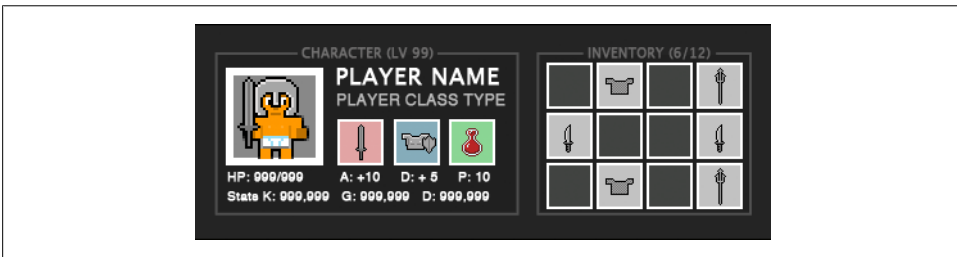 CHARACTER (LV 99)
PLAYER NAME
PLAYER CLASS TYPE
HP: 999/999 A: +10 D: + 5 P: 10
Stats K: 999,999 G: 999,999 D: 999,999
INVENTORY (6/12)